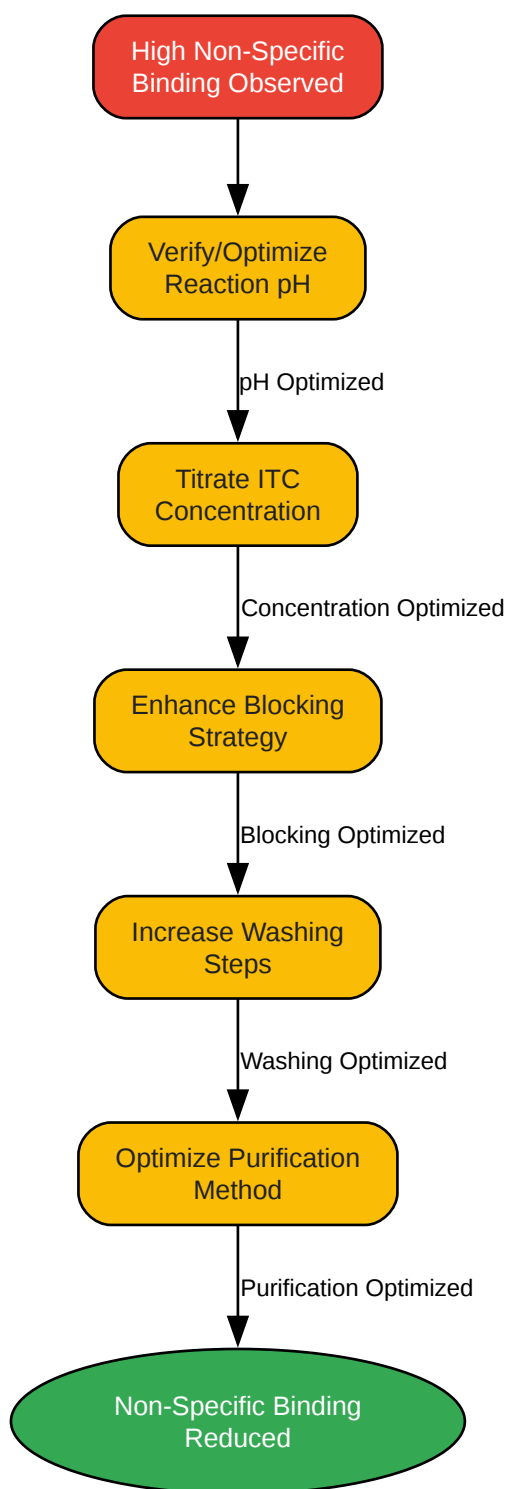 High Non-Specific
Binding Observed
Verify/Optimize
Reaction pH
pH Optimized
Titrate ITC
Concentration
Concentration Optimized
Enhance Blocking
Strategy
Blocking Optimized
Increase Washing
Steps
Washing Optimized
Optimize Purification
Method
Purification Optimized
Non-Specific Binding
Reduced